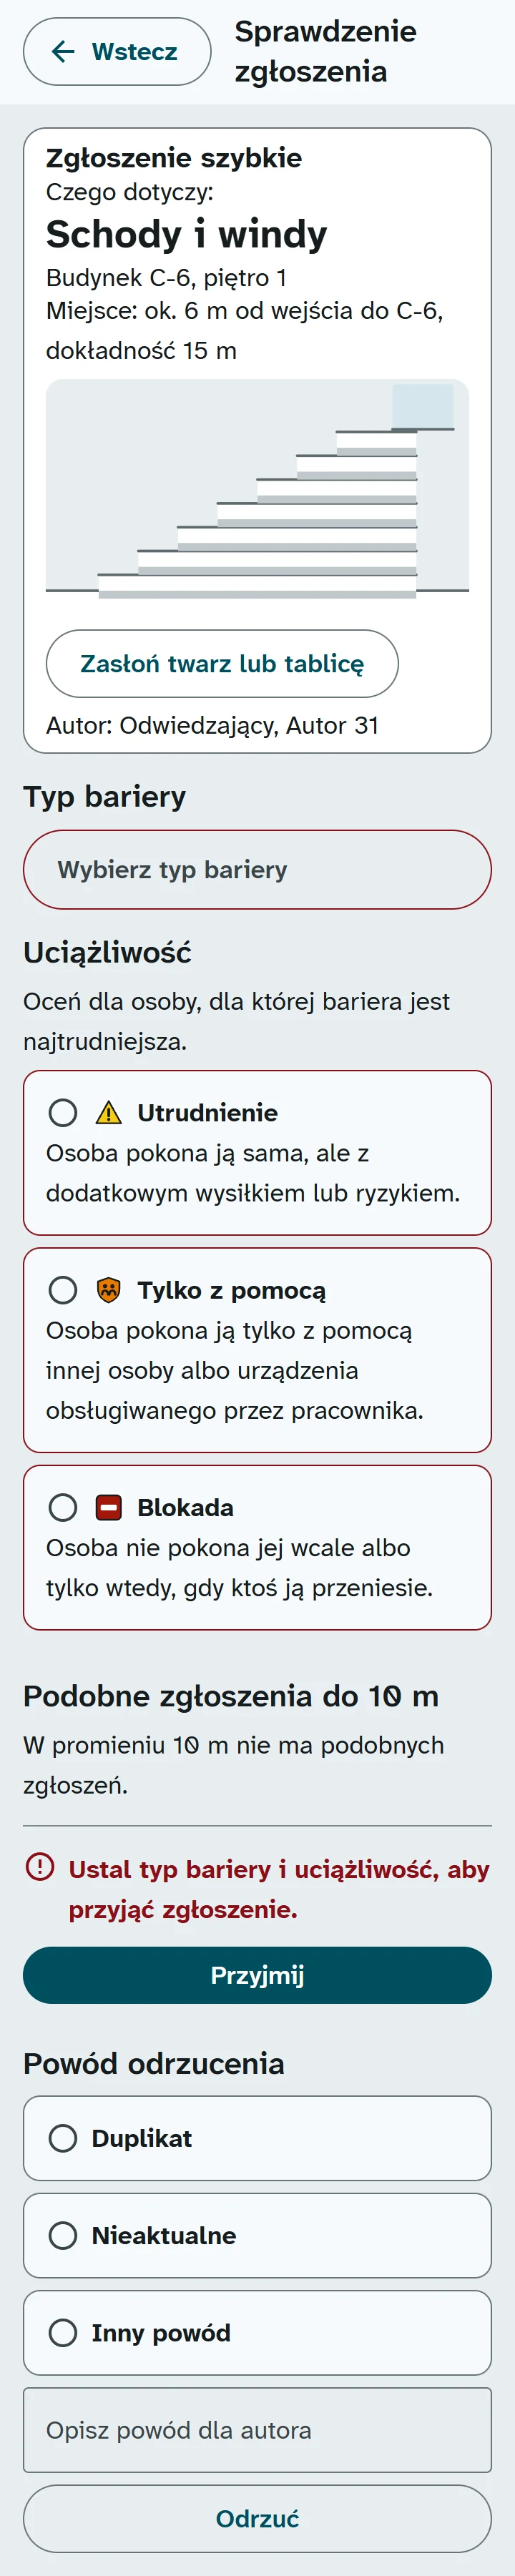 Wstecz
Sprawdzenie
zgłoszenia
Zgłoszenie szybkie
Czego dotyczy:
Schody i windy
Budynek C-6, piętro 1
Miejsce: ok. 6 m od wejścia do C-6,
dokładność 15 m
Zasłoń twarz lub tablicę
Autor: Odwiedzający, Autor 31
Typ bariery
Wybierz typ bariery
Uciążliwość
Oceń dla osoby, dla której bariera jest
najtrudniejsza.
Utrudnienie
Osoba pokona ją sama, ale z
dodatkowym wysiłkiem lub ryzykiem.
Tylko z pomocą
Osoba pokona ją tylko z pomocą
innej osoby albo urządzenia
obsługiwanego przez pracownika.
Blokada
Osoba nie pokona jej wcale albo
tylko wtedy, gdy ktoś ją przeniesie.
Podobne zgłoszenia do 10 m
W promieniu 10 m nie ma podobnych
zgłoszeń.
Ustal typ bariery i uciążliwość, aby
przyjąć zgłoszenie.
Przyjmij
Powód odrzucenia
Duplikat
Nieaktualne
Inny powód
Opisz powód dla autora
Odrzuć